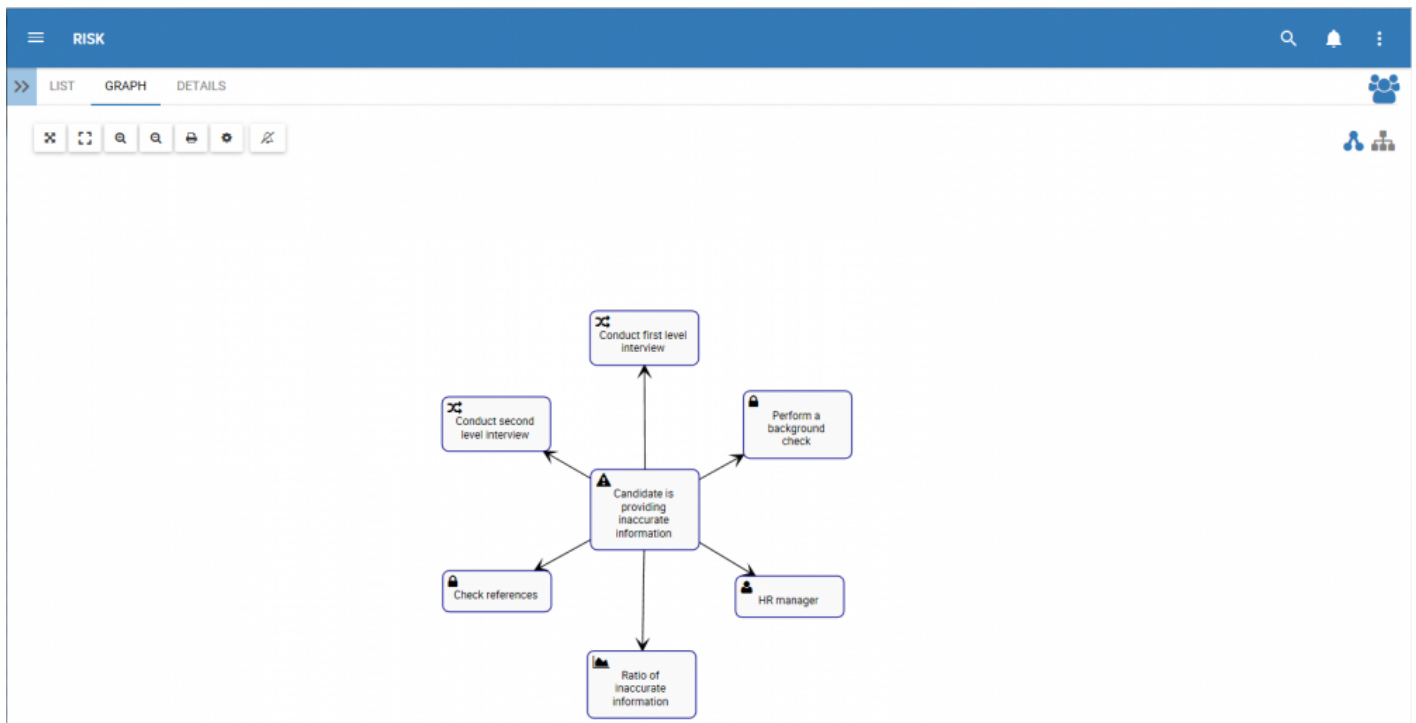 RISK
LIST GRAPH DETAILS
Conduct first level
interview
Conduct second
level interview
Perform a
background
check
Candidate is
providing
inaccurate
information
Check references
HR manager
Ratio of
inaccurate
information